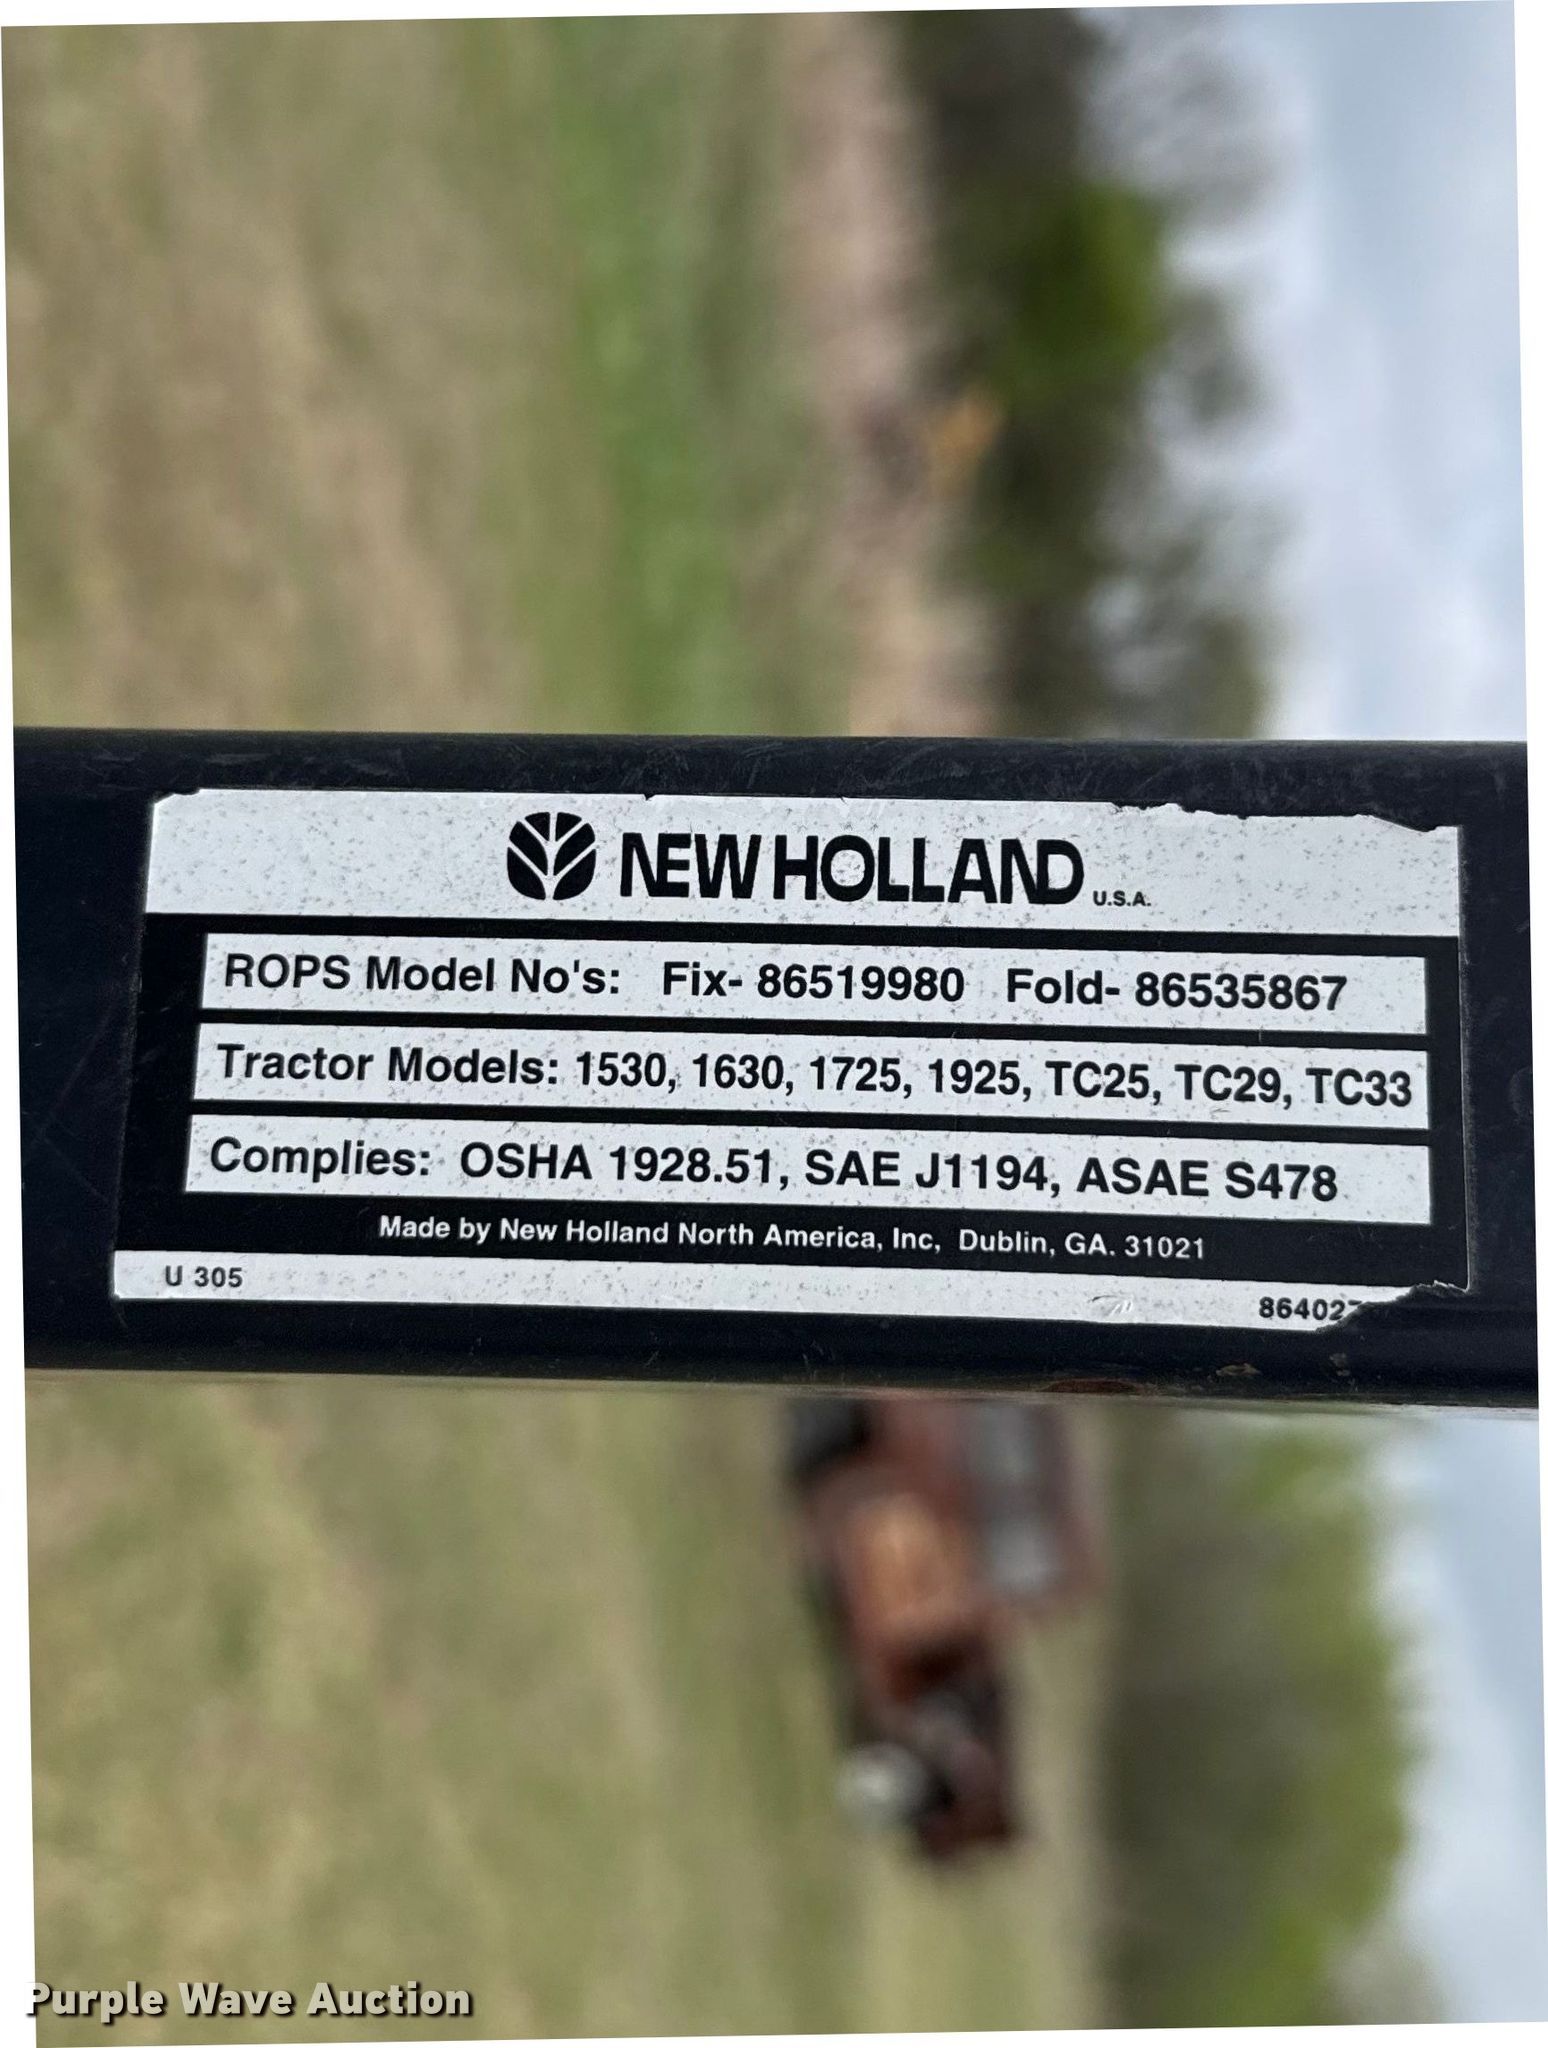 NEW HOLLAND U.S.A.
ROPS Model No's: Fix- 86519980 Fold- 86535867
Tractor Models: 1530, 1630, 1725, 1925, TC25, TC29, TC33
Complies: OSHA 1928.51, SAE J1194, ASAE S478
Made by New Holland North America, Inc, Dublin, GA. 31021
U 305
Purple Wave Auction